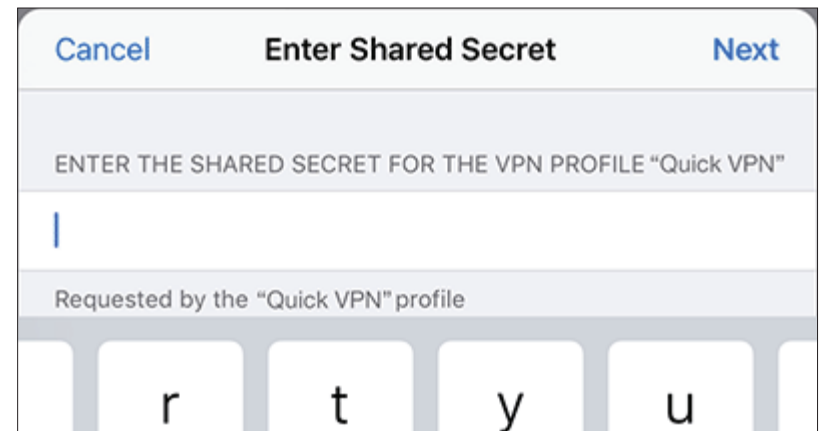 Cancel Enter Shared Secret Next
ENTER THE SHARED SECRET FOR THE VPN PROFILE “Quick VPN”
Requested by the “Quick VPN” profile
r t y u